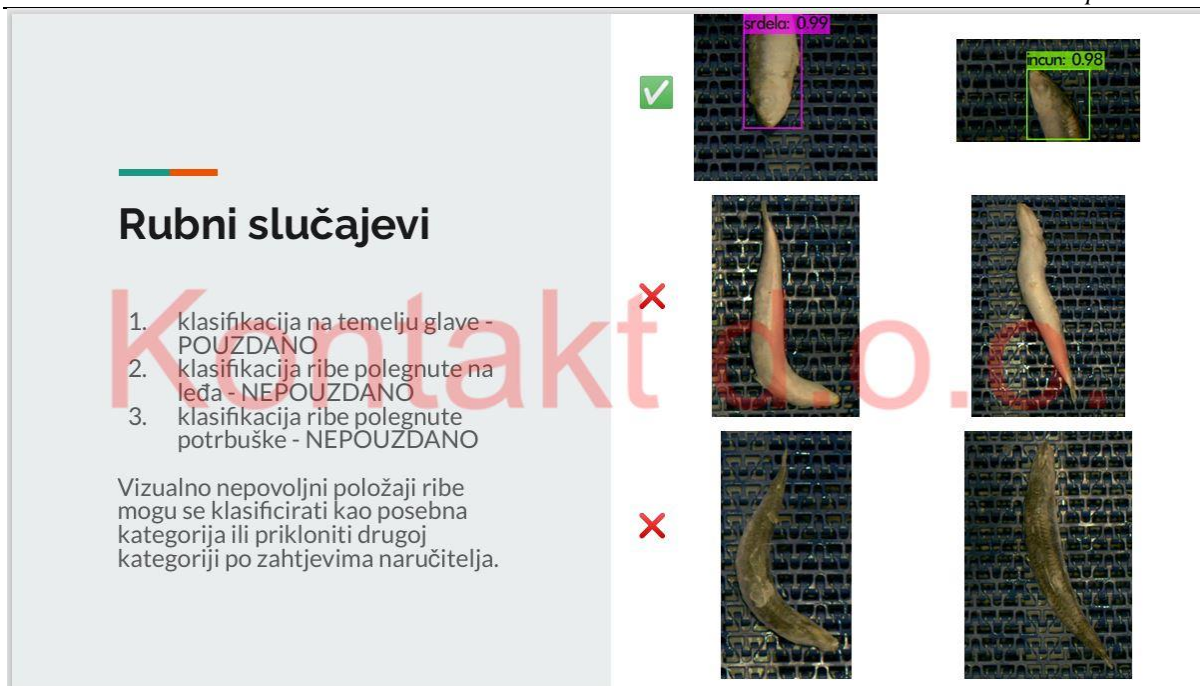 srdela: 0.99
incun: 0.98
Rubni slučajevi
1. klasifikacija na temelju glave -
POUZDANO
2. klasifikacija ribe polegnute na
leđa - NEPOUZDANO
3. klasifikacija ribe polegnute
potrbuške - NEPOUZDANO
Vizualno nepovoljni položaji ribe
mogu se klasificirati kao posebna
kategorija ili prikloniti drugoj
kategoriji po zahtjevima naručitelja.
Kontakt d.o.o.